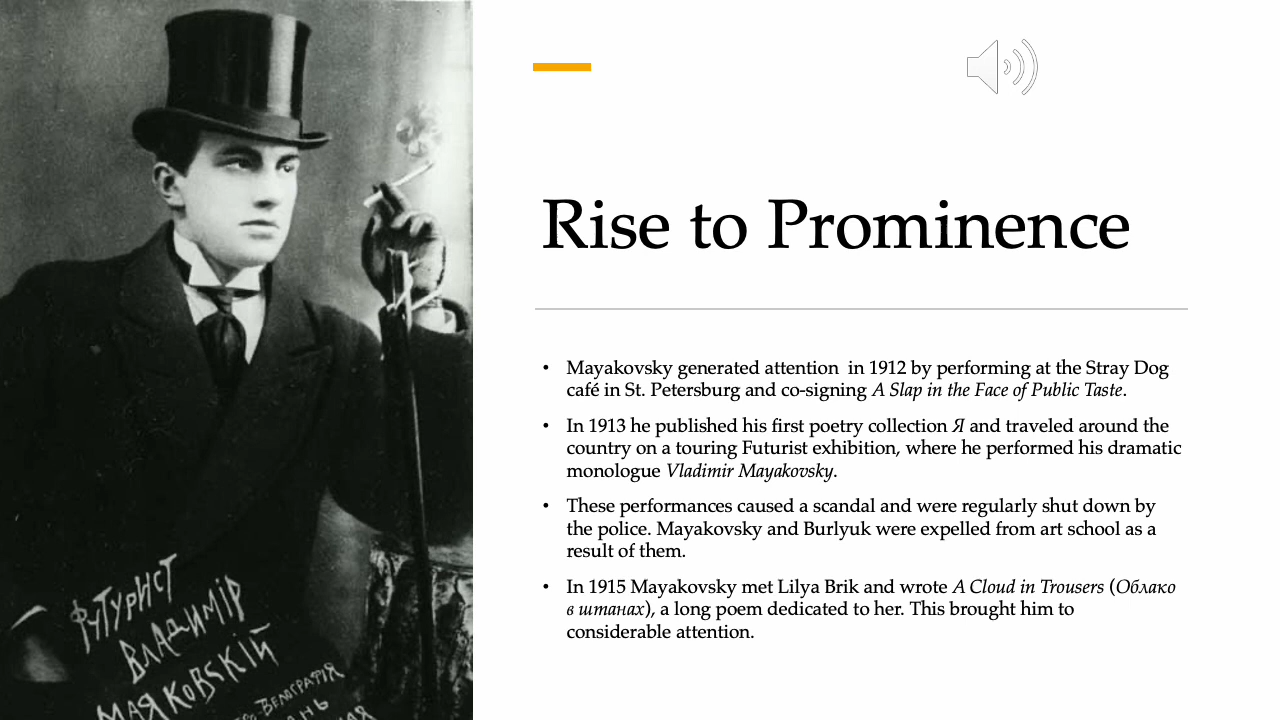 Rise to Prominence
• Mayakovsky generated attention in 1912 by performing at the Stray Dog
café in St. Petersburg and co-signing A Slap in the Face of Public Taste.
• In 1913 he published his first poetry collection Я and traveled around the
country on a touring Futurist exhibition, where he performed his dramatic
monologue Vladimir Mayakovsky.
• These performances caused a scandal and were regularly shut down by
the police. Mayakovsky and Burlyuk were expelled from art school as a
result of them.
• In 1915 Mayakovsky met Lilya Brik and wrote A Cloud in Trousers (Облако
в штанах), a long poem dedicated to her. This brought him to
considerable attention.
футурист
Владимір
Маяковскій